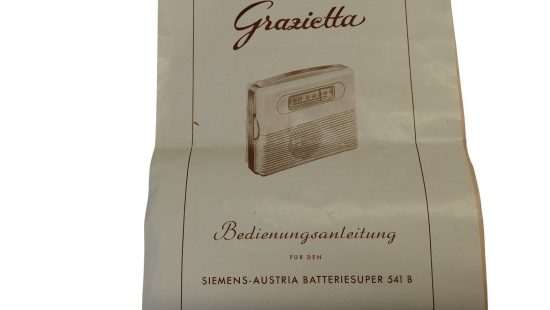 Grazietta
Bedienungsanleitung
FÜR DEN
SIEMENS-AUSTRIA BATTERIESUPER 541 B